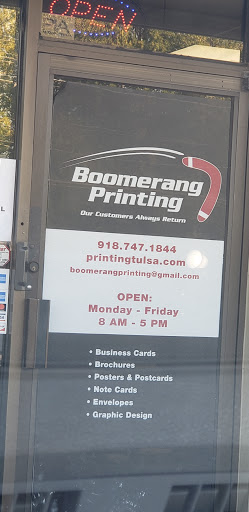 OPEN
Boomerang
Printing
Our Customers Always Return
918.747.1844
printingtulsa.com
boomerangprinting@gmail.com
OPEN:
Monday - Friday
8 AM - 5 PM
• Business Cards
• Brochures
• Posters & Postcards
• Note Cards
• Envelopes
• Graphic Design